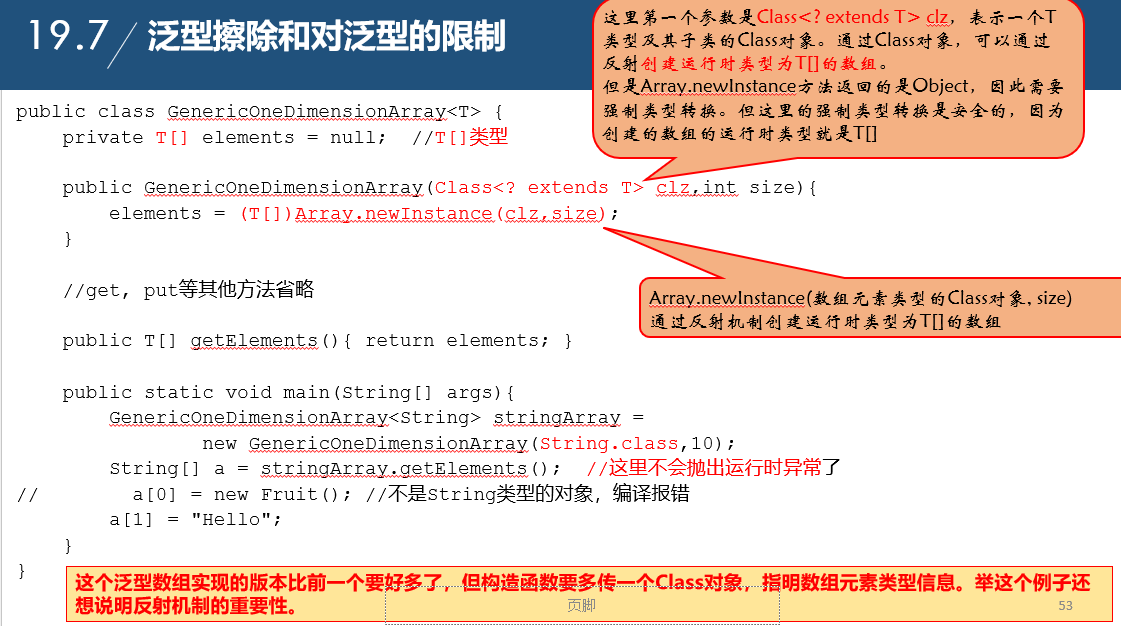 19.7 泛型擦除和对泛型的限制
这里第一个参数是Class<? extends T> clz，表示一个T
类型及其子类的Class对象。通过Class对象，可以通过
反射创建运行时类型为T[]的数组。
但是Array.newInstance方法返回的是Object，因此需要
强制类型转换。但这里的强制类型转换是安全的，因为
创建的数组的运行时类型就是T[]
public class GenericOneDimensionArray<T> {
private T[] elements = null; //T[]类型
public GenericOneDimensionArray(Class<? extends T> clz,int size){
elements = (T[])Array.newInstance(clz,size);
}
Array.newInstance(数组元素类型的Class对象, size)
通过反射机制创建运行时类型为T[]的数组
//get, put等其他方法省略
public T[] getElements(){ return elements; }
public static void main(String[] args){
GenericOneDimensionArray<String> stringArray =
new GenericOneDimensionArray(String.class,10);
String[] a = stringArray.getElements(); //这里不会抛出运行时异常了
// a[0] = new Fruit(); //不是String类型的对象，编译报错
a[1] = "Hello";
}
}
这个泛型数组实现的版本比前一个要好多了，但构造函数要多传一个Class对象，指明数组元素类型信息。举这个例子还
想说明反射机制的重要性。
页脚
53